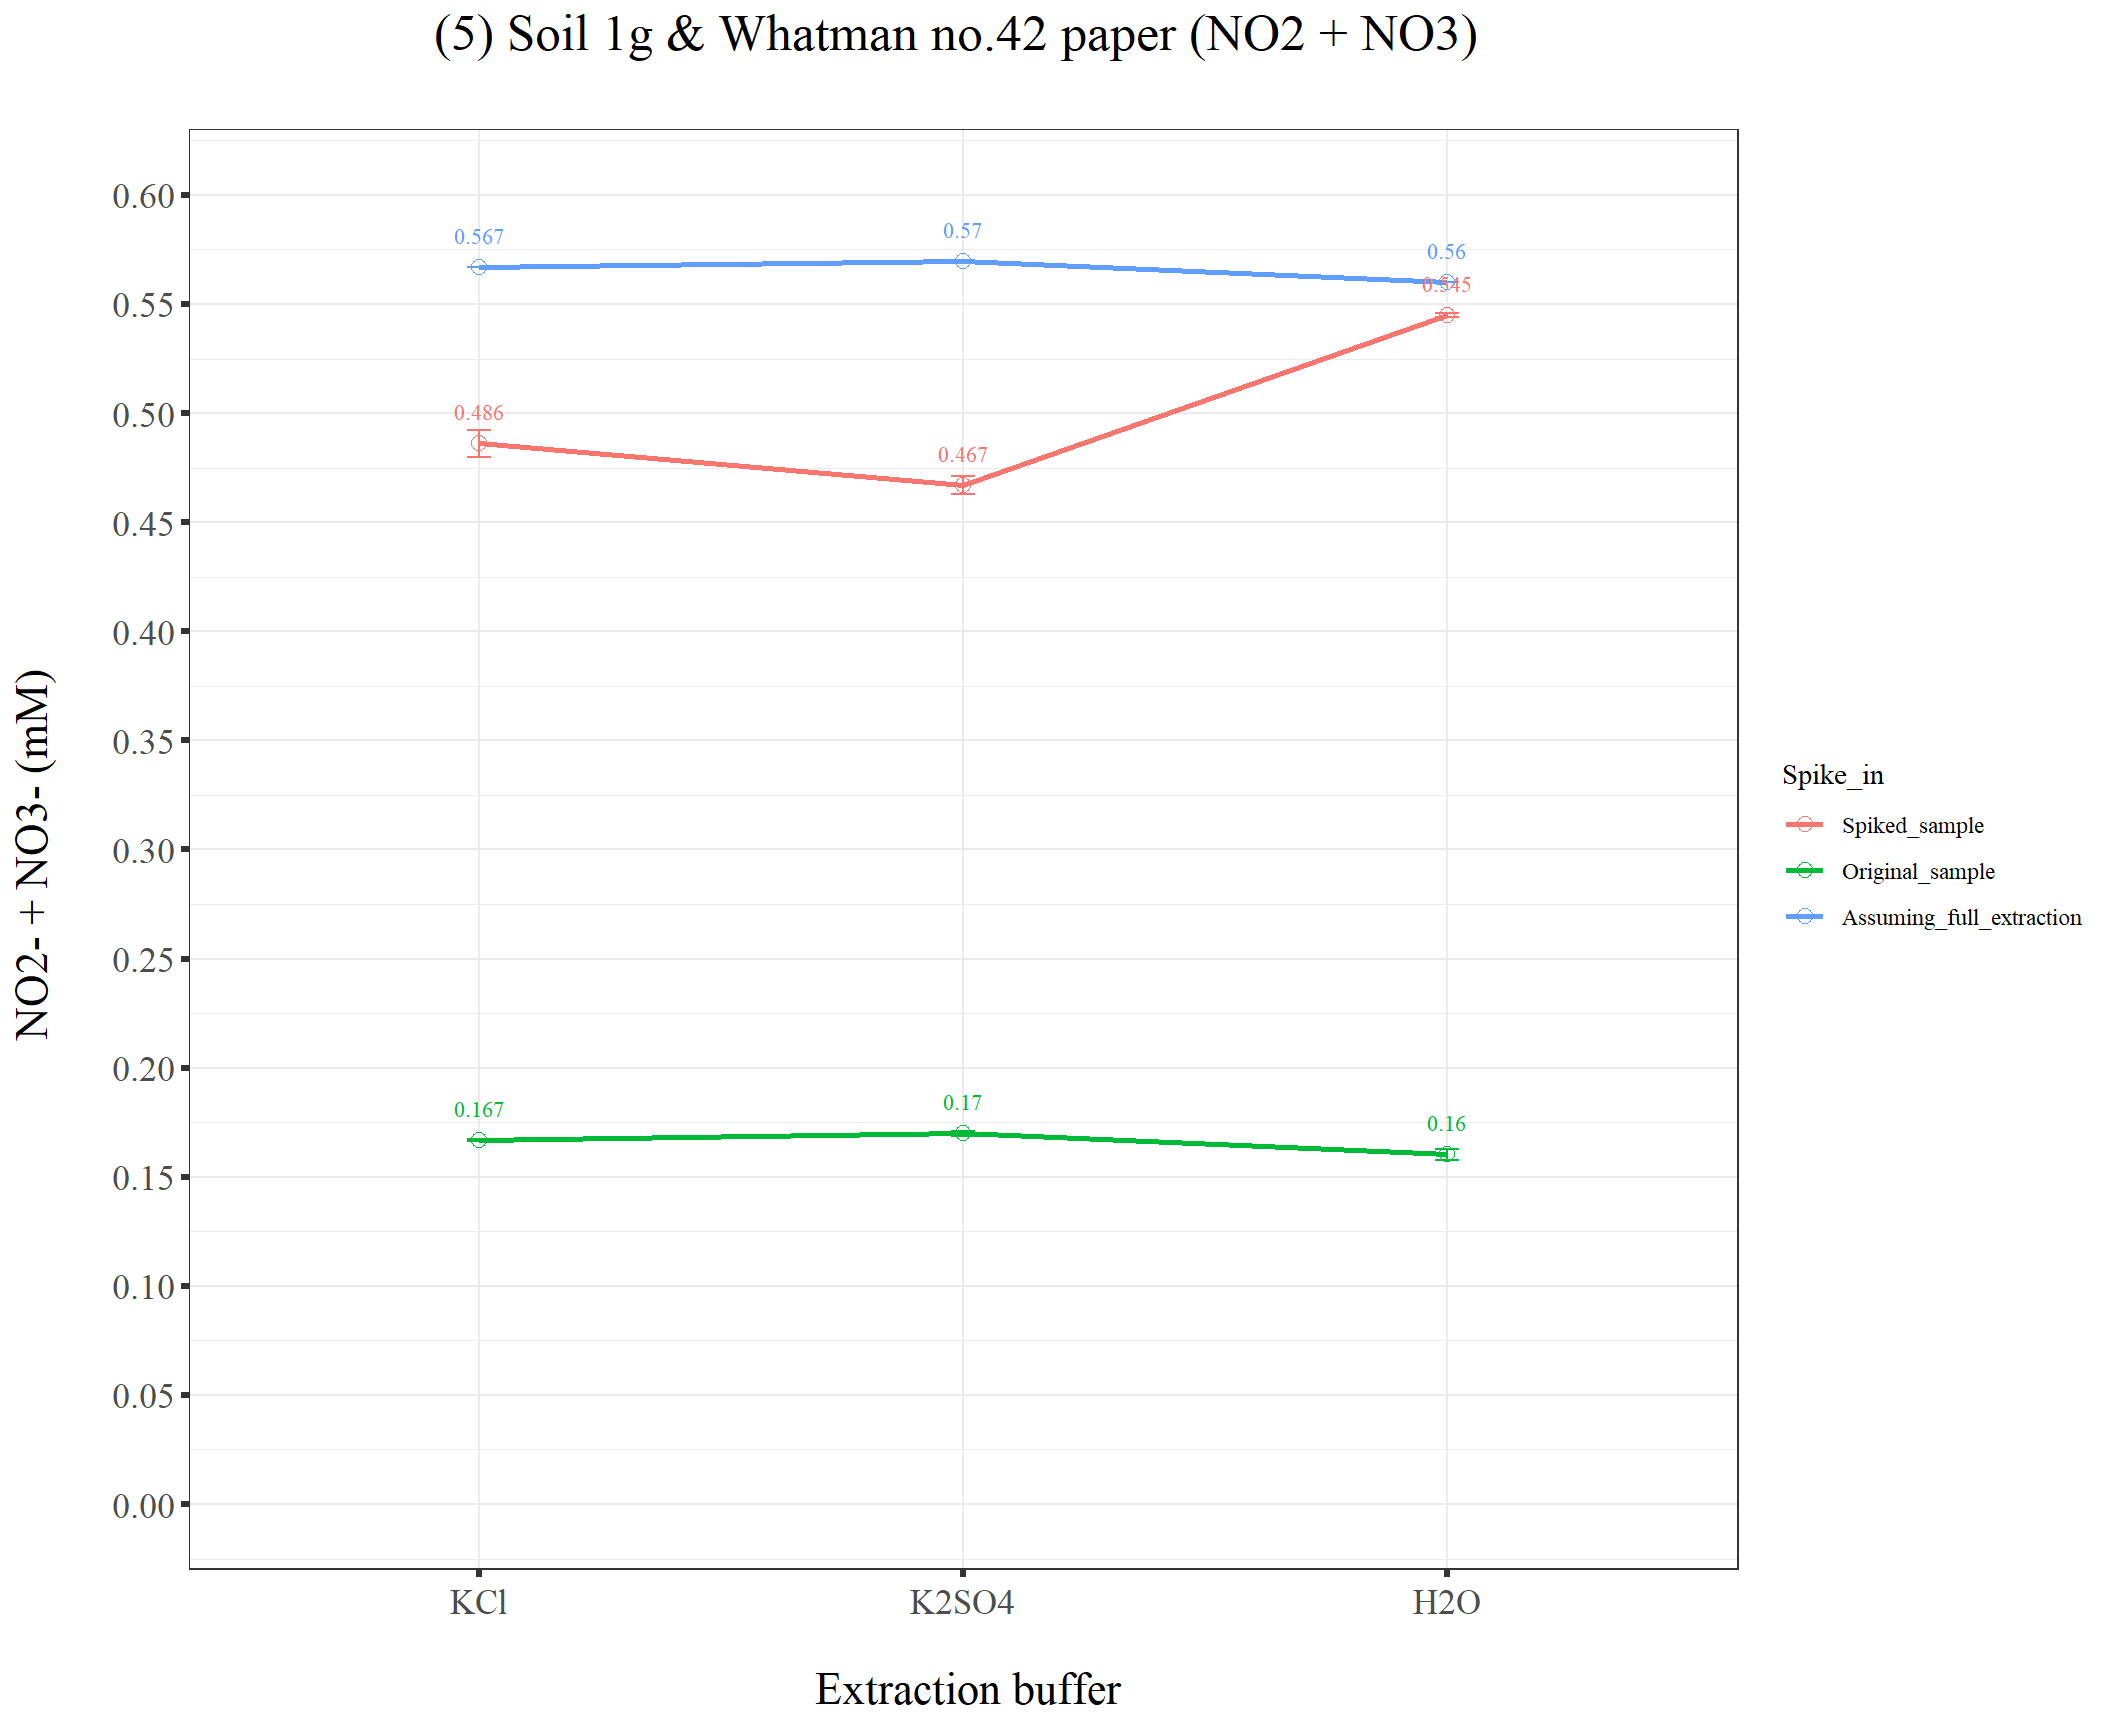 (5) Soil 1g & Whatman no.42 paper (NO2 + NO3)
NO2- + NO3- (mM)
0.60
0.55
0.50
0.45
0.40
0.35
0.30
0.25
0.20
0.15
0.10
0.05
0.00
0.567
0.57
0.56
0.545
0.486
0.467
0.167
0.17
0.16
KCl
K2SO4
H2O
Extraction buffer
Spike_in
Spiked_sample
Original_sample
Assuming_full_extraction